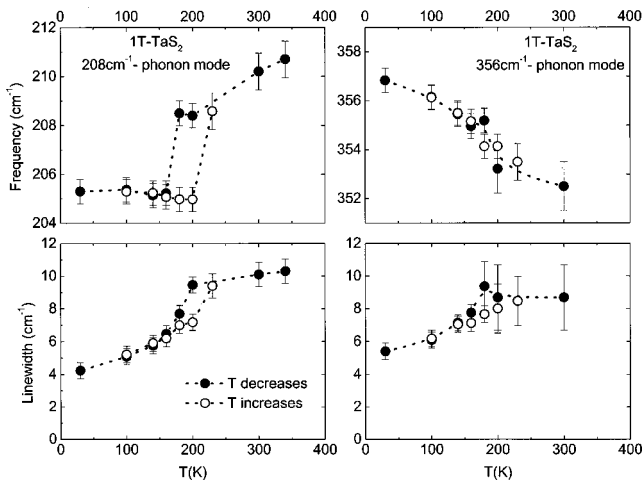 0 100 200 300 400 0 100 200 300 400
212
210
208
206
204
Frequency (cm⁻¹)
1T-TaS₂
208cm⁻¹- phonon mode
358
356
354
352
1T-TaS₂
356cm⁻¹- phonon mode
12
10
8
6
4
2
0
Linewidth (cm⁻¹)
T decreases
T increases
12
10
8
6
4
2
0
0 100 200 300 400 0 100 200 300 400
T(K) T(K)